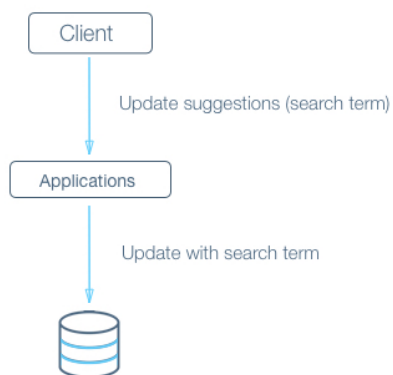 Client
Update suggestions (search term)
Applications
Update with search term